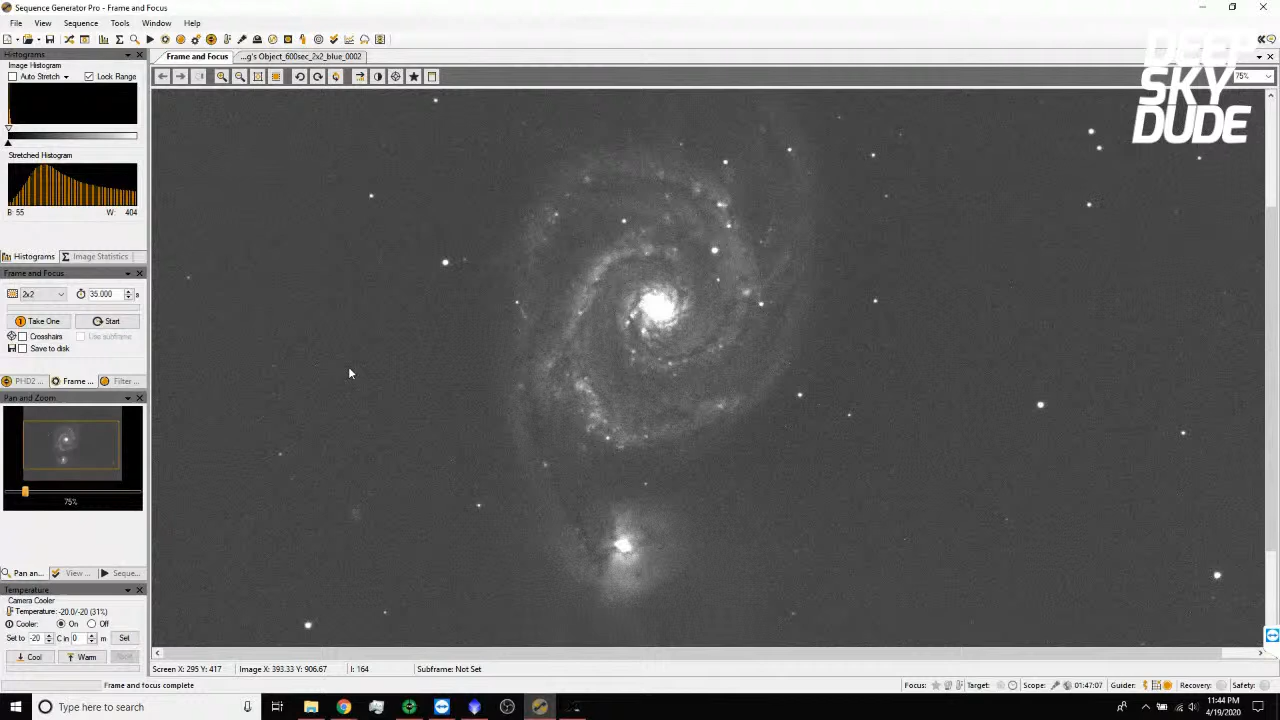 Sequence Generator Pro - Frame and Focus
File View Sequence Tools Window Help
Histograms
Frame and Focus
...g's Object_600sec_2x2_blue_0002
Image Histogram
Auto Stretch
Lock Range
75%
DEEP
SKY
DUDE
Stretched Histogram
B: 55 W: 404
Histograms
Image Statistics
Frame and Focus
2x2
35.000 s
Take One
Start
Crosshairs
Use subframe
Save to disk
PHD2 ...
Frame ...
Filter ...
Pan and Zoom
75%
Pan an...
View ...
Seque...
Temperature
Camera Cooler
Temperature: -20.0/-20 (31%)
Cooler: On Off
Set to -20 C in 0 m Set
Cool
Warm
Screen X: 295 Y: 417
Image X: 393.33 Y: 906.67
I: 164
Subframe: Not Set
Frame and focus complete
Focus:
Target:
Scope:
01:47:07
Guider:
Recovery:
Safety:
Type here to search
11:44 PM
4/19/2020